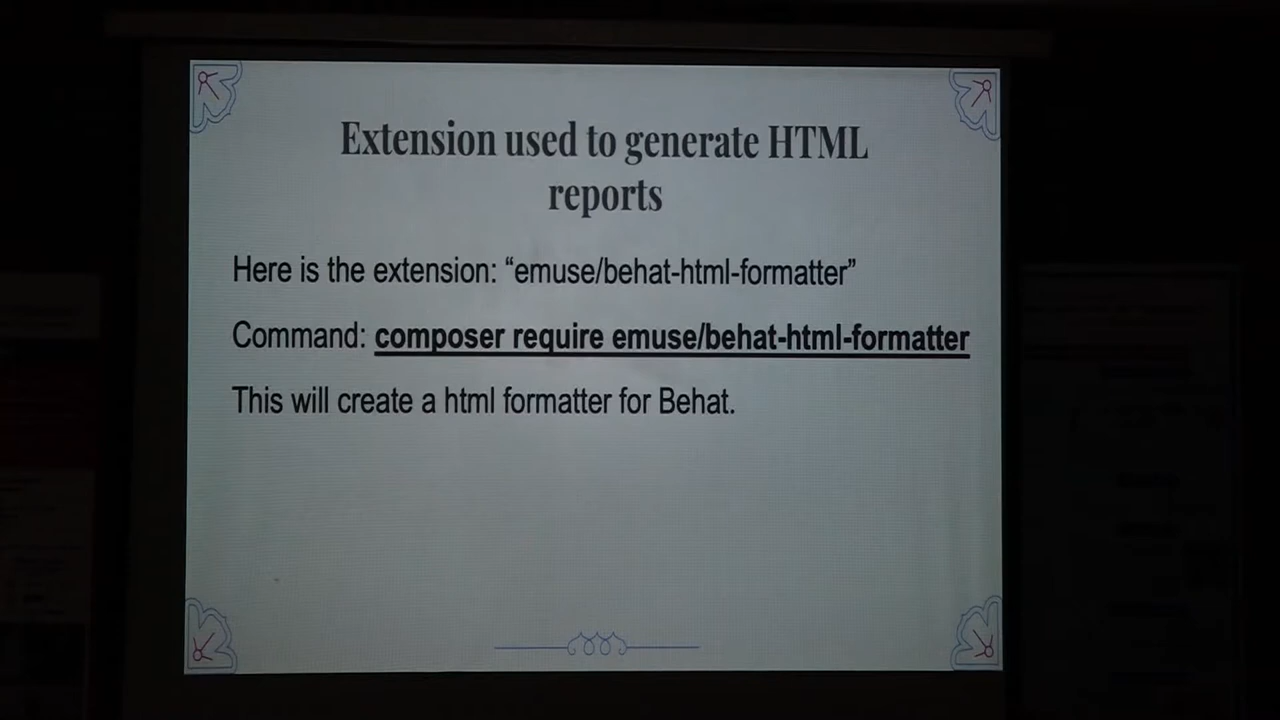 Extension used to generate HTML
reports
Here is the extension: “emuse/behat-html-formatter”
Command: composer require emuse/behat-html-formatter
This will create a html formatter for Behat.